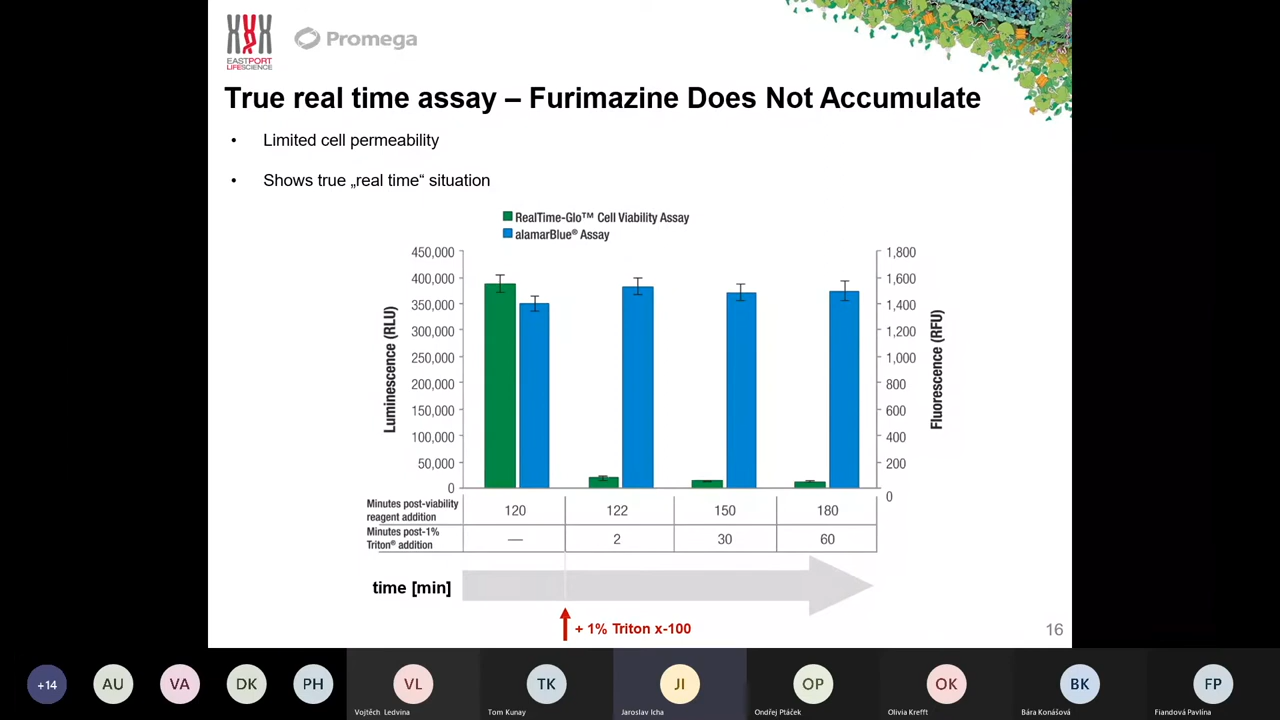 EASTPORT
LIFESCIENCE
Promega
True real time assay – Furimazine Does Not Accumulate
• Limited cell permeability
• Shows true „real time“ situation
RealTime-Glo™ Cell Viability Assay
alamarBlue® Assay
Luminescence (RLU)
450,000
400,000
350,000
300,000
250,000
200,000
150,000
100,000
50,000
0
1,800
1,600
1,400
1,200
1,000
800
600
400
200
0
Fluorescence (RFU)
Minutes post-viability
reagent addition
120 122 150 180
Minutes post-1%
Triton® addition
— 2 30 60
time [min]
+ 1% Triton x-100
16
+14
AU
VA
DK
PH
VL
Vojtěch Ledvina
TK
Tom Kunay
JI
Jaroslav Icha
OP
Ondřej Ptáček
OK
Olivia Krefft
BK
Bára Konášová
FP
Fiandová Pavlína